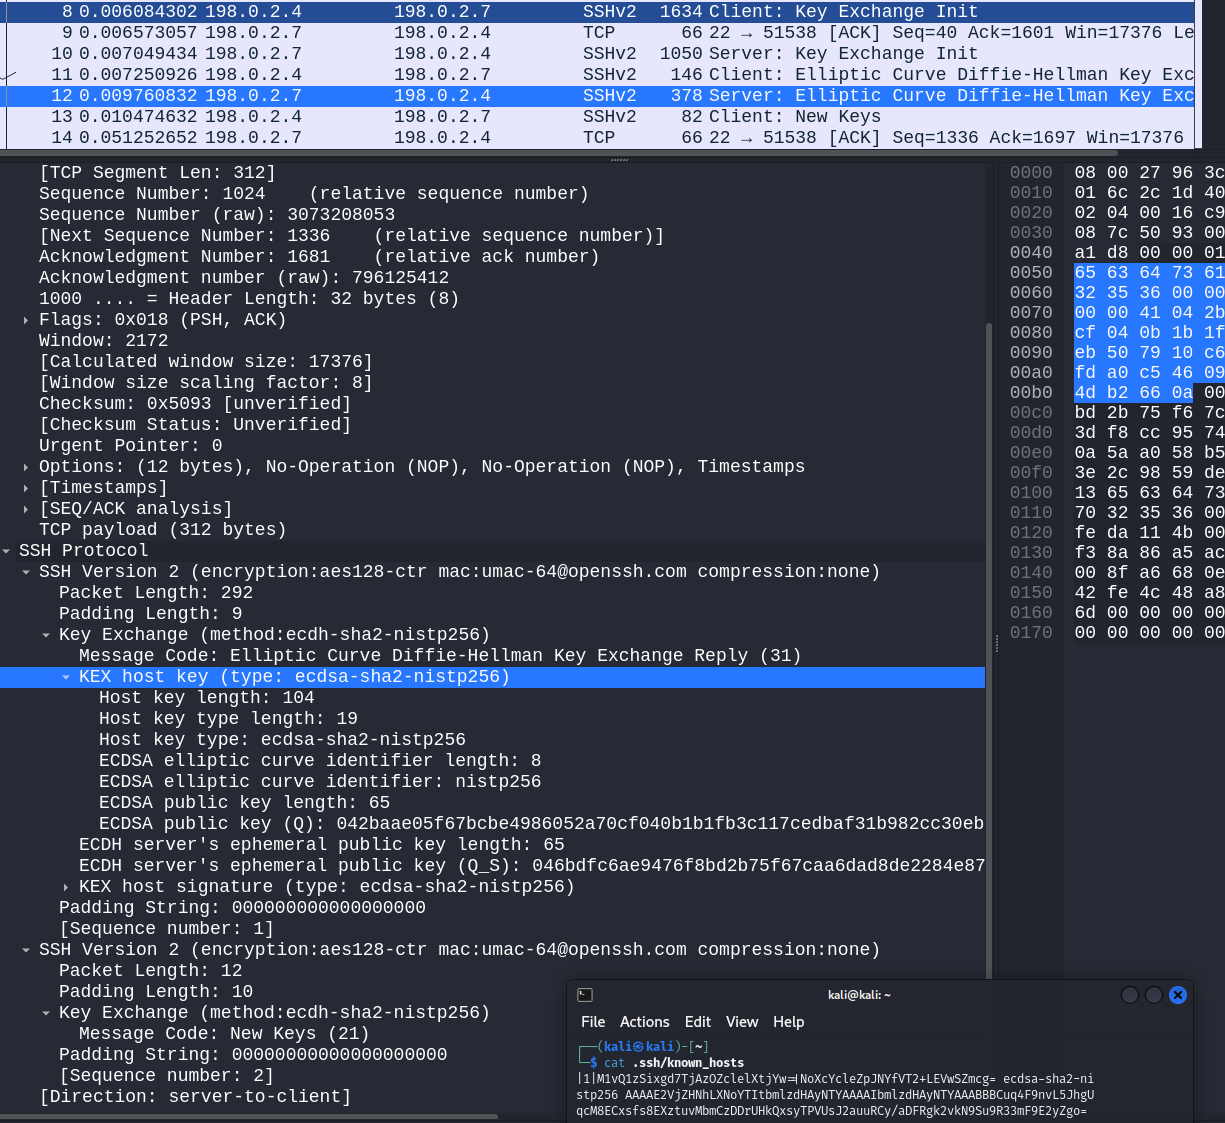 8 0.006084302 198.0.2.4 198.0.2.7 SSHv2 1634 Client: Key Exchange Init
9 0.006573057 198.0.2.7 198.0.2.4 TCP 66 22 → 51538 [ACK] Seq=40 Ack=1601 Win=17376 Le
10 0.007049434 198.0.2.7 198.0.2.4 SSHv2 1050 Server: Key Exchange Init
11 0.007250926 198.0.2.4 198.0.2.7 SSHv2 146 Client: Elliptic Curve Diffie-Hellman Key Exc
12 0.009760832 198.0.2.7 198.0.2.4 SSHv2 378 Server: Elliptic Curve Diffie-Hellman Key Exc
13 0.010474632 198.0.2.4 198.0.2.7 SSHv2 82 Client: New Keys
14 0.051252652 198.0.2.7 198.0.2.4 TCP 66 22 → 51538 [ACK] Seq=1336 Ack=1697 Win=17376
[TCP Segment Len: 312]
Sequence Number: 1024    (relative sequence number)
Sequence Number (raw): 3073208053
[Next Sequence Number: 1336    (relative sequence number)]
Acknowledgment Number: 1681    (relative ack number)
Acknowledgment number (raw): 796125412
1000 .... = Header Length: 32 bytes (8)
Flags: 0x018 (PSH, ACK)
Window: 2172
[Calculated window size: 17376]
[Window size scaling factor: 8]
Checksum: 0x5093 [unverified]
[Checksum Status: Unverified]
Urgent Pointer: 0
Options: (12 bytes), No-Operation (NOP), No-Operation (NOP), Timestamps
[Timestamps]
[SEQ/ACK analysis]
TCP payload (312 bytes)
SSH Protocol
SSH Version 2 (encryption:aes128-ctr mac:umac-64@openssh.com compression:none)
Packet Length: 292
Padding Length: 9
Key Exchange (method:ecdh-sha2-nistp256)
Message Code: Elliptic Curve Diffie-Hellman Key Exchange Reply (31)
KEX host key (type: ecdsa-sha2-nistp256)
Host key length: 104
Host key type length: 19
Host key type: ecdsa-sha2-nistp256
ECDSA elliptic curve identifier length: 8
ECDSA elliptic curve identifier: nistp256
ECDSA public key length: 65
ECDSA public key (Q): 042baae05f67bcbe4986052a70cf040b1b1fb3c117cedbaf31b982cc30eb
ECDH server's ephemeral public key length: 65
ECDH server's ephemeral public key (Q_S): 046bdfc6ae9476f8bd2b75f67caa6dad8de2284e87
KEX host signature (type: ecdsa-sha2-nistp256)
Padding String: 000000000000000000
[Sequence number: 1]
SSH Version 2 (encryption:aes128-ctr mac:umac-64@openssh.com compression:none)
Packet Length: 12
Padding Length: 10
Key Exchange (method:ecdh-sha2-nistp256)
Message Code: New Keys (21)
Padding String: 00000000000000000000
[Sequence number: 2]
[Direction: server-to-client]
0000 08 00 27 96 3c
0010 01 6c 2c 1d 40
0020 02 04 00 16 c9
0030 08 7c 50 93 00
0040 a1 d8 00 00 01
0050 65 63 64 73 61
0060 32 35 36 00 00
0070 00 00 41 04 2b
0080 cf 04 0b 1b 1f
0090 eb 50 79 10 c6
00a0 fd a0 c5 46 09
00b0 4d b2 66 0a 00
00c0 bd 2b 75 f6 7c
00d0 3d f8 cc 95 74
00e0 0a 5a a0 58 b5
00f0 3e 2c 98 59 de
0100 13 65 63 64 73
0110 70 32 35 36 00
0120 fe da 11 4b 00
0130 f3 8a 86 a5 ac
0140 00 8f a6 68 0e
0150 42 fe 4c 48 a8
0160 6d 00 00 00 00
0170 00 00 00 00 00
kali@kali: ~
File Actions Edit View Help
┌──(kali㉿kali)-[~]
└─$ cat .ssh/known_hosts
|1|M1vQ1zSixgd7TjAzOZclelXtjYw=|NoXcYcleZpJNYfVT2+LEVwSZmcg= ecdsa-sha2-ni
stp256 AAAAE2VjZHNhLXNoYTItbmlzdHAyNTYAAAAIbmlzdHAyNTYAAABBBCuq4F9nvL5JhgU
qcM8ECxsfs8EXztuvMbmCzDDrUHkQxsyTPVUsJ2auuRCy/aDFRgk2vkN9Su9R33mF9E2yZgo=